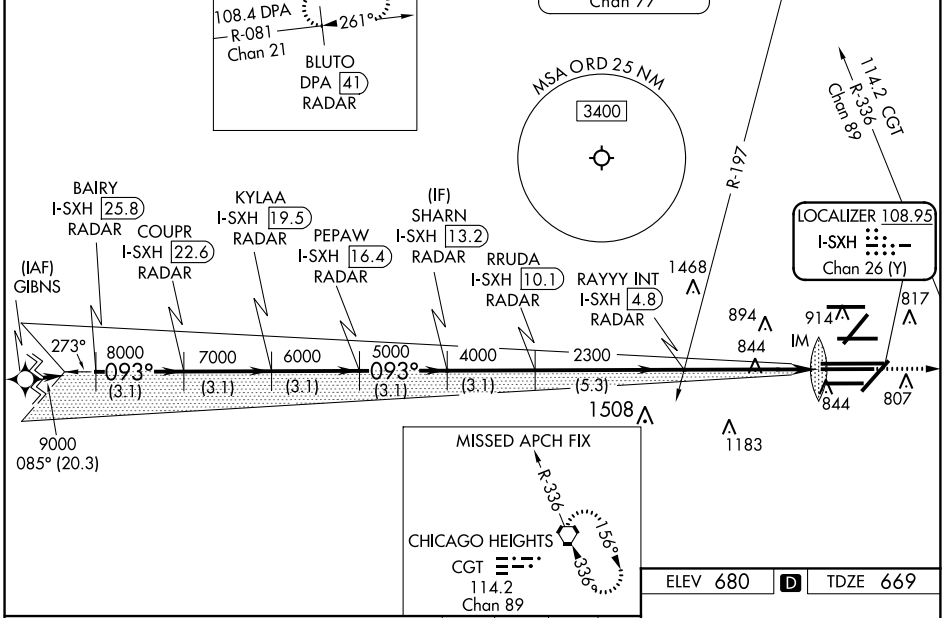 Chan 77
108.4 DPA
R-081
Chan 21
261°
BLUTO
DPA 41
RADAR
MSA ORD 25 NM
3400
114.2 CGT
R-336
Chan 89
R-197
BAIRY
I-SXH 25.8
RADAR
COUPR
I-SXH 22.6
RADAR
KYLAA
I-SXH 19.5
RADAR
PEPAW
I-SXH 16.4
RADAR
(IF)
SHARN
I-SXH 13.2
RADAR
RRUDA
I-SXH 10.1
RADAR
RAYYY INT
I-SXH 4.8
RADAR
LOCALIZER 108.95
I-SXH
Chan 26 (Y)
(IAF)
GIBNS
1468
894
914
817
844
IM
273°
8000
7000
6000
5000
4000
2300
093°
093°
(3.1)
(3.1)
(3.1)
(3.1)
(3.1)
(5.3)
844
807
1508
1183
9000
085° (20.3)
MISSED APCH FIX
R-336
CHICAGO HEIGHTS
CGT
114.2
Chan 89
156°
336°
ELEV 680 D TDZE 669